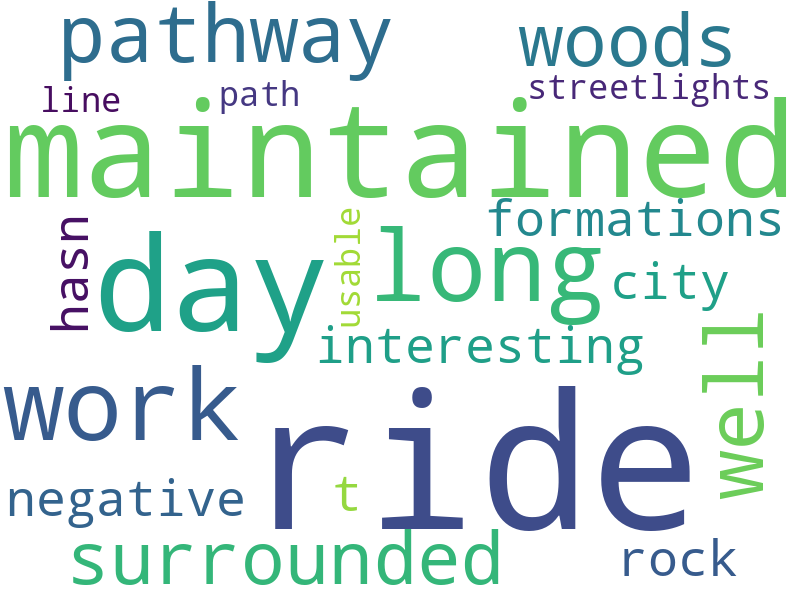 pathway
woods
line
path
streetlights
maintained
formations
hasn
day
usable
long
city
interesting
well
work
ride
negative
t
surrounded
rock